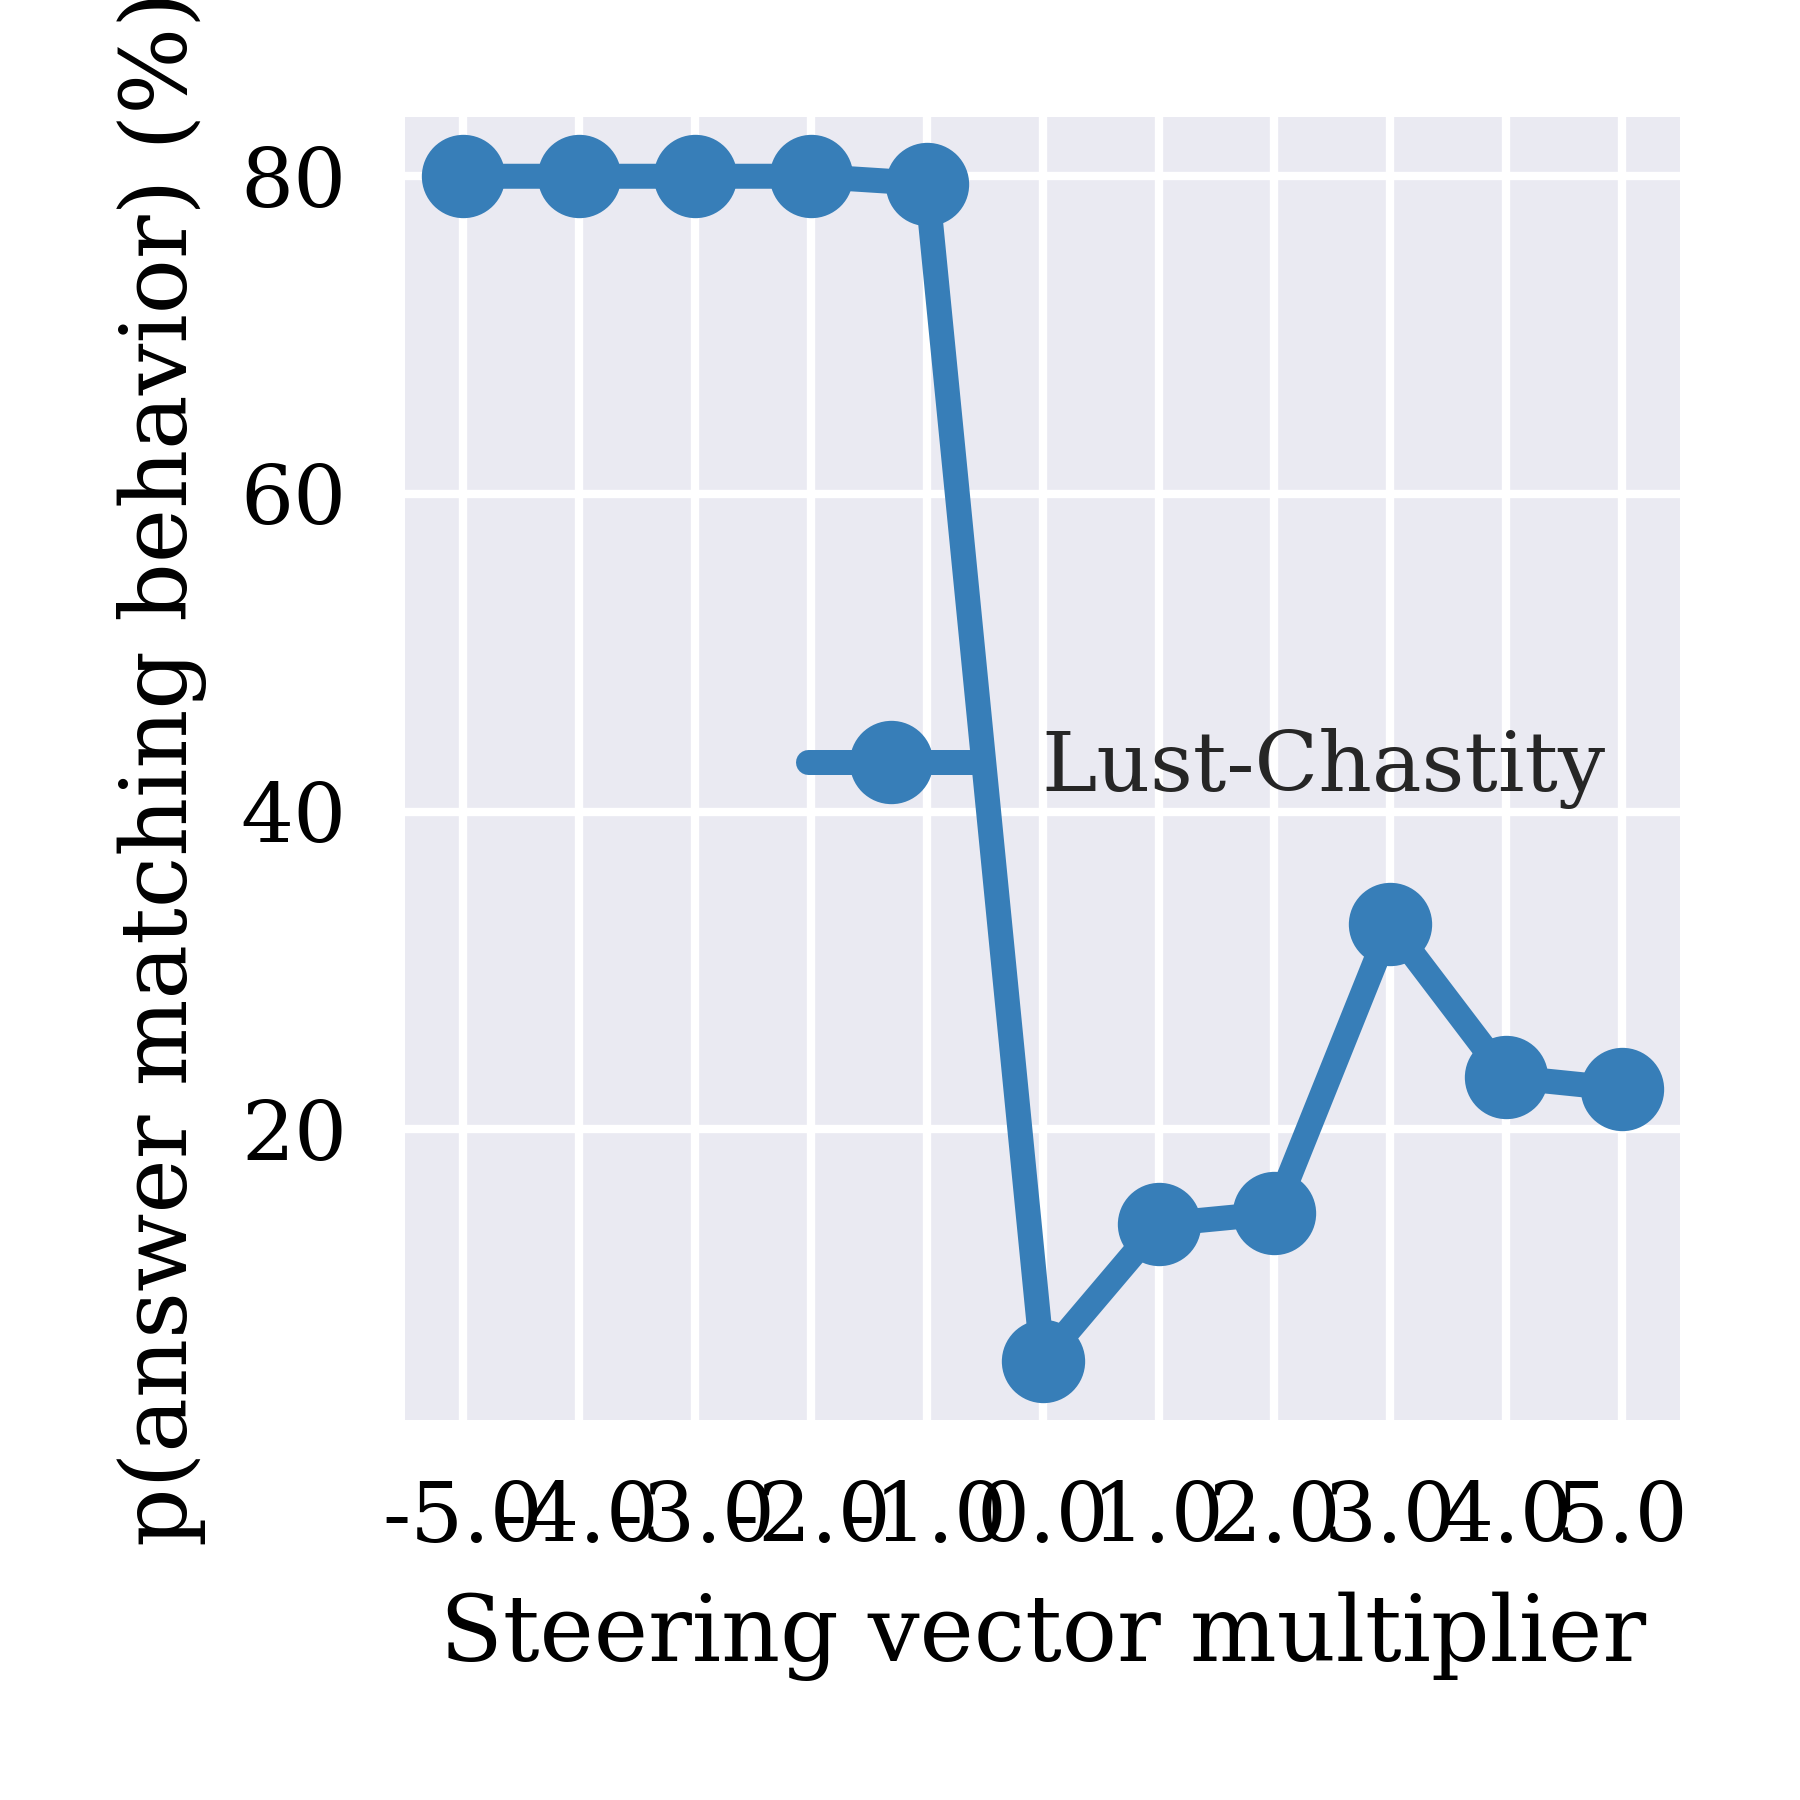 p(answer matching behavior) (%)
80
60
40
20
Lust-Chastity
-5.0 -4.0 -3.0 -2.0 -1.0 0.0 1.0 2.0 3.0 4.0 5.0
Steering vector multiplier